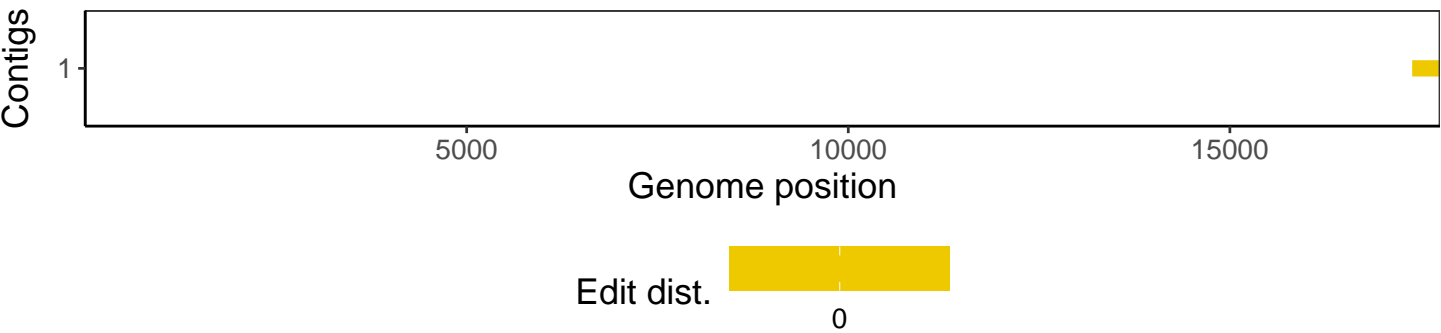 Contigs
1
5000 10000 15000
Genome position
Edit dist.
0